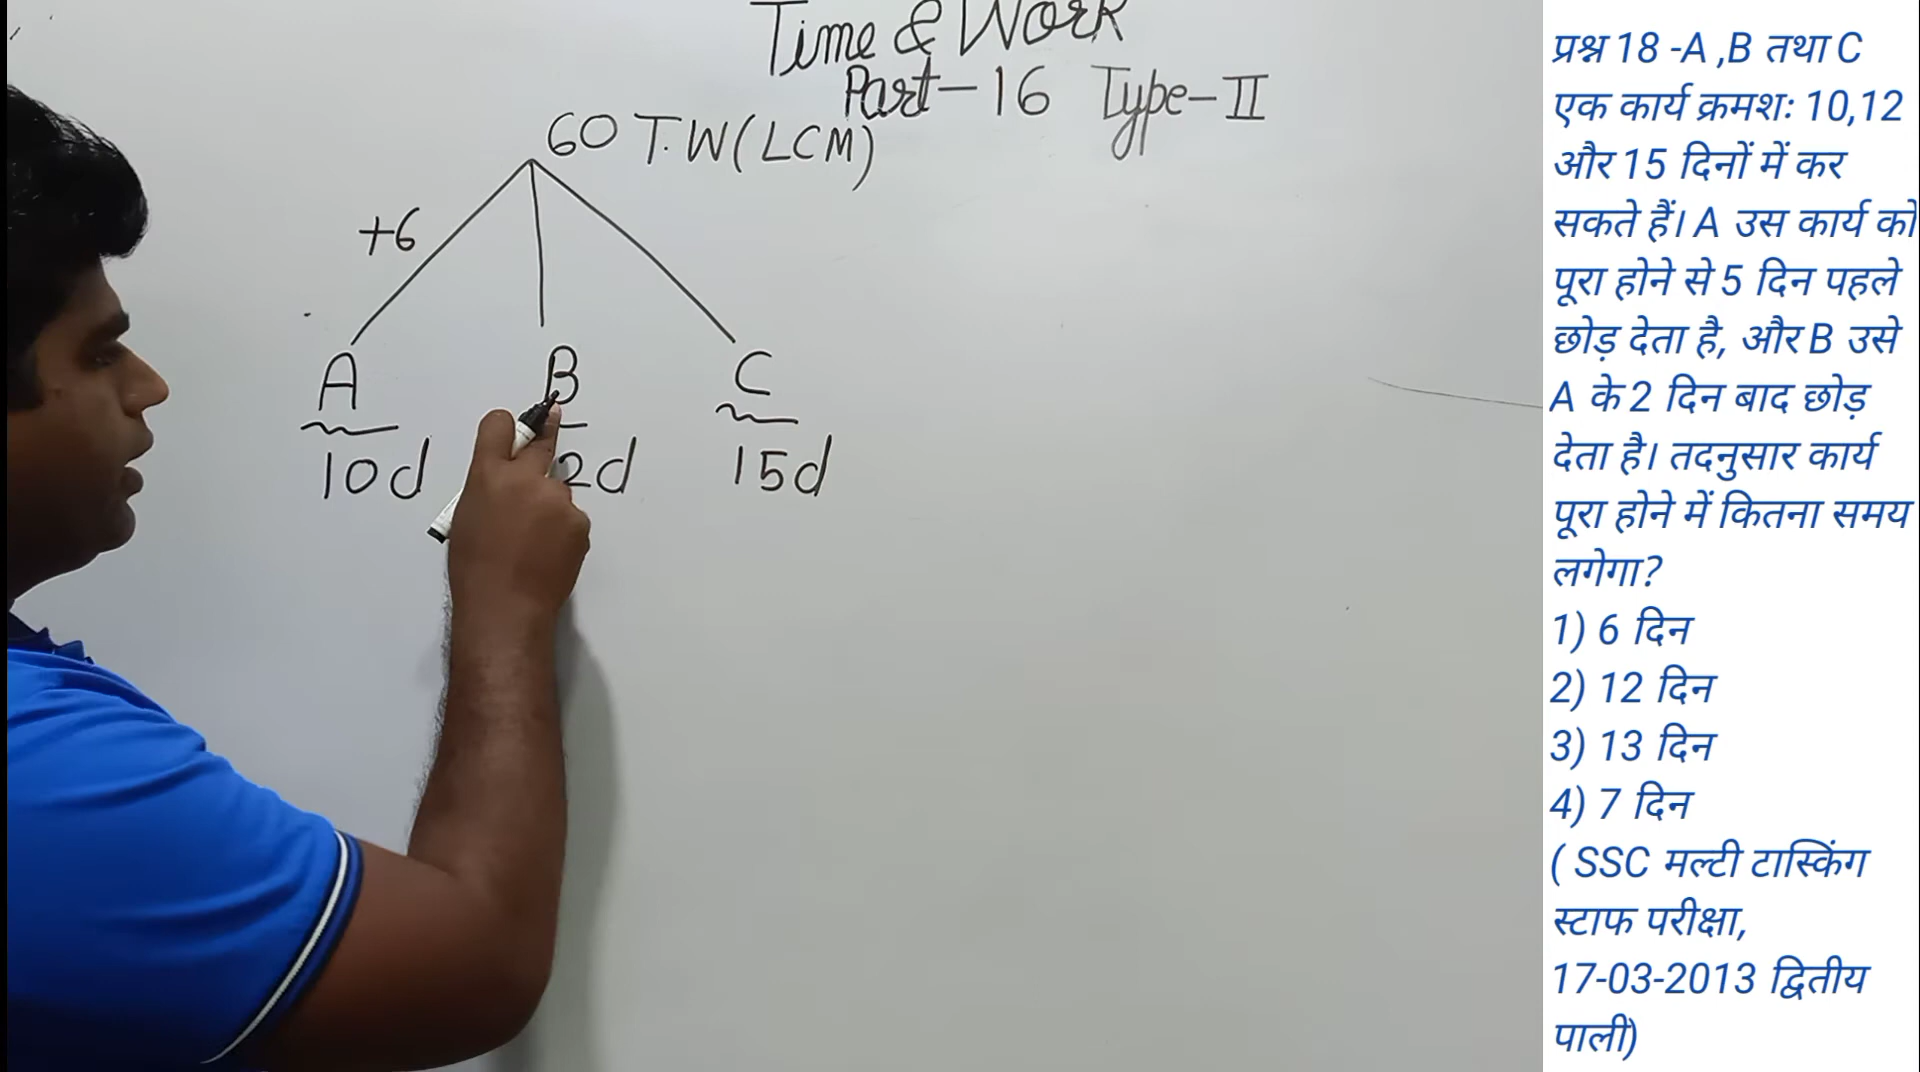 Time & Work
Part-16 Type-II
60 T.W(LCM)
+6
A B C
10d 2d 15d
प्रश्न 18 -A ,B तथा C
एक कार्य क्रमशः 10,12
और 15 दिनों में कर
सकते हैं। A उस कार्य को
पूरा होने से 5 दिन पहले
छोड़ देता है, और B उसे
A के 2 दिन बाद छोड़
देता है। तदनुसार कार्य
पूरा होने में कितना समय
लगेगा?
1) 6 दिन
2) 12 दिन
3) 13 दिन
4) 7 दिन
( SSC मल्टी टास्किंग
स्टाफ परीक्षा,
17-03-2013 द्वितीय
पाली)